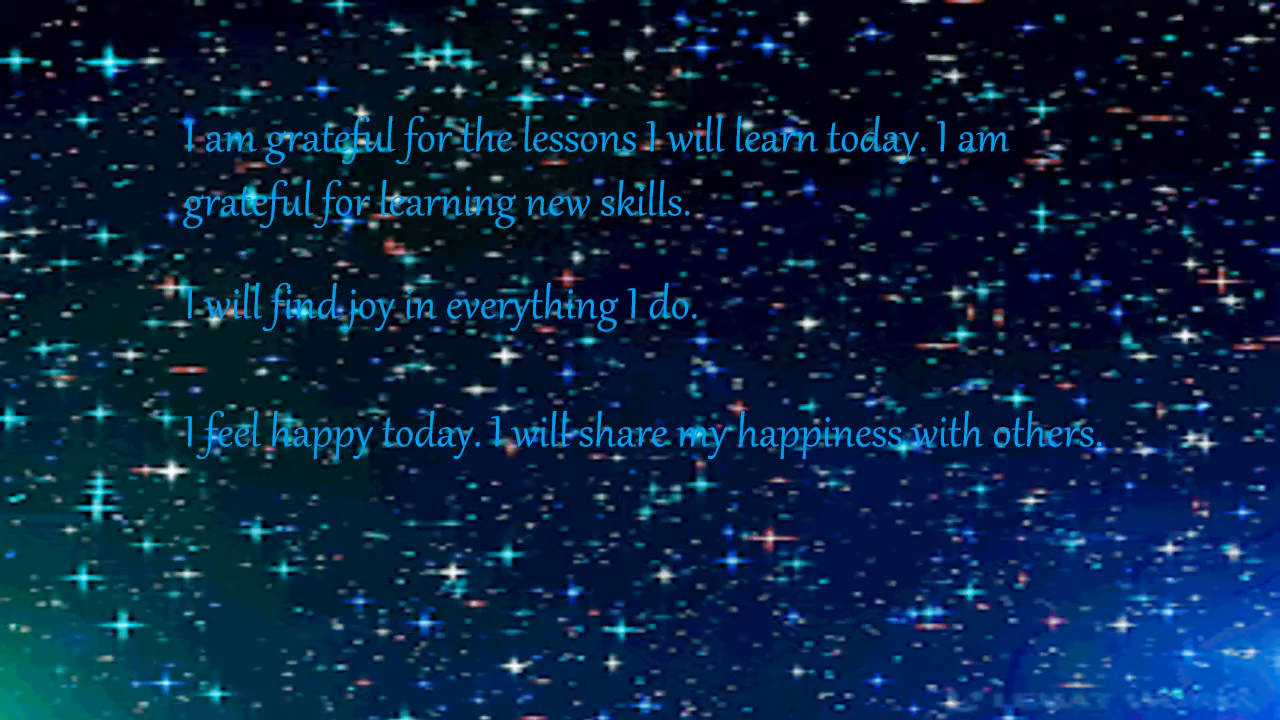 I am grateful for the lessons I will learn today. I am
grateful for learning new skills.
I will find joy in everything I do.
I feel happy today. I will share my happiness with others.